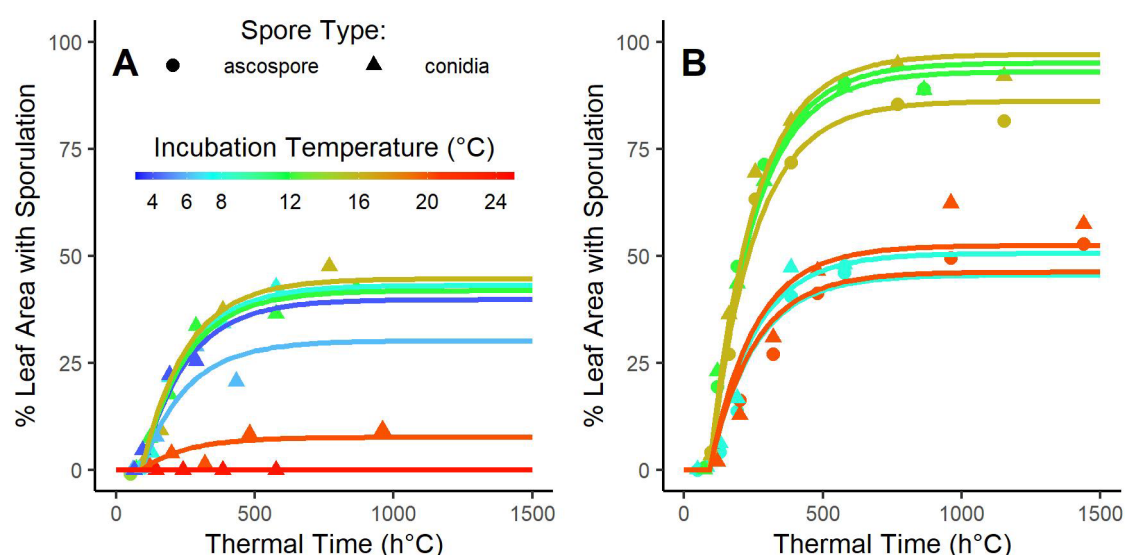 Spore Type:
ascospore conidia
A
Incubation Temperature (°C)
4 6 8 12 16 20 24
% Leaf Area with Sporulation
100
75
50
25
0
0 500 1000 1500
Thermal Time (h°C)
B
% Leaf Area with Sporulation
100
75
50
25
0
0 500 1000 1500
Thermal Time (h°C)